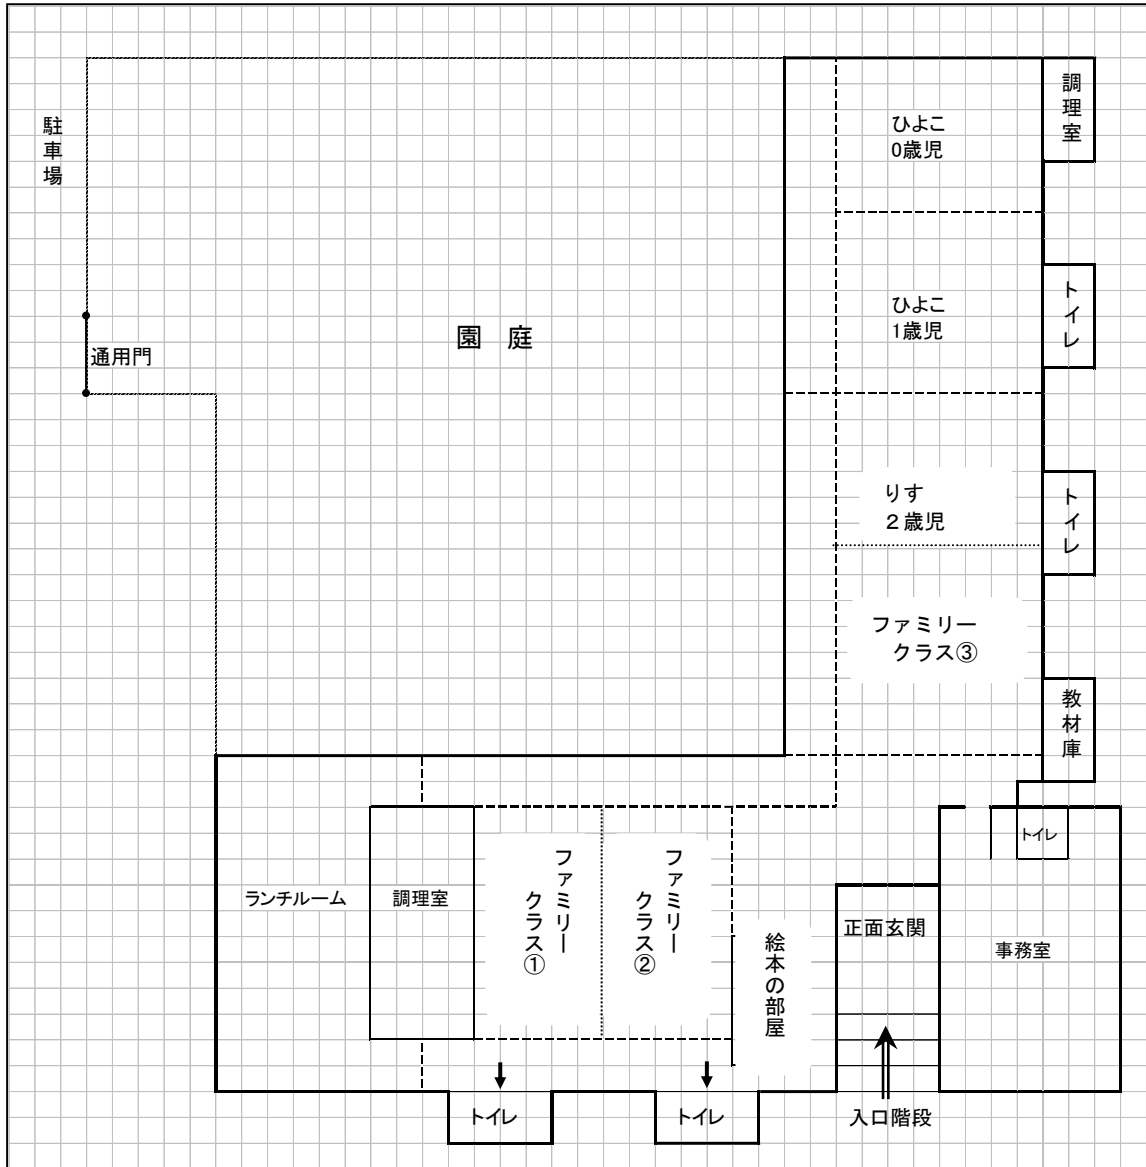 調理室
駐車場
ひよこ
0歳児
トイレ
ひよこ
1歳児
園 庭
通用門
りす
２歳児
トイレ
ファミリー
クラス③
教材庫
トイレ
ランチルーム
調理室
ファミリー
クラス①
ファミリー
クラス②
絵本の部屋
正面玄関
事務室
トイレ
トイレ
入口階段